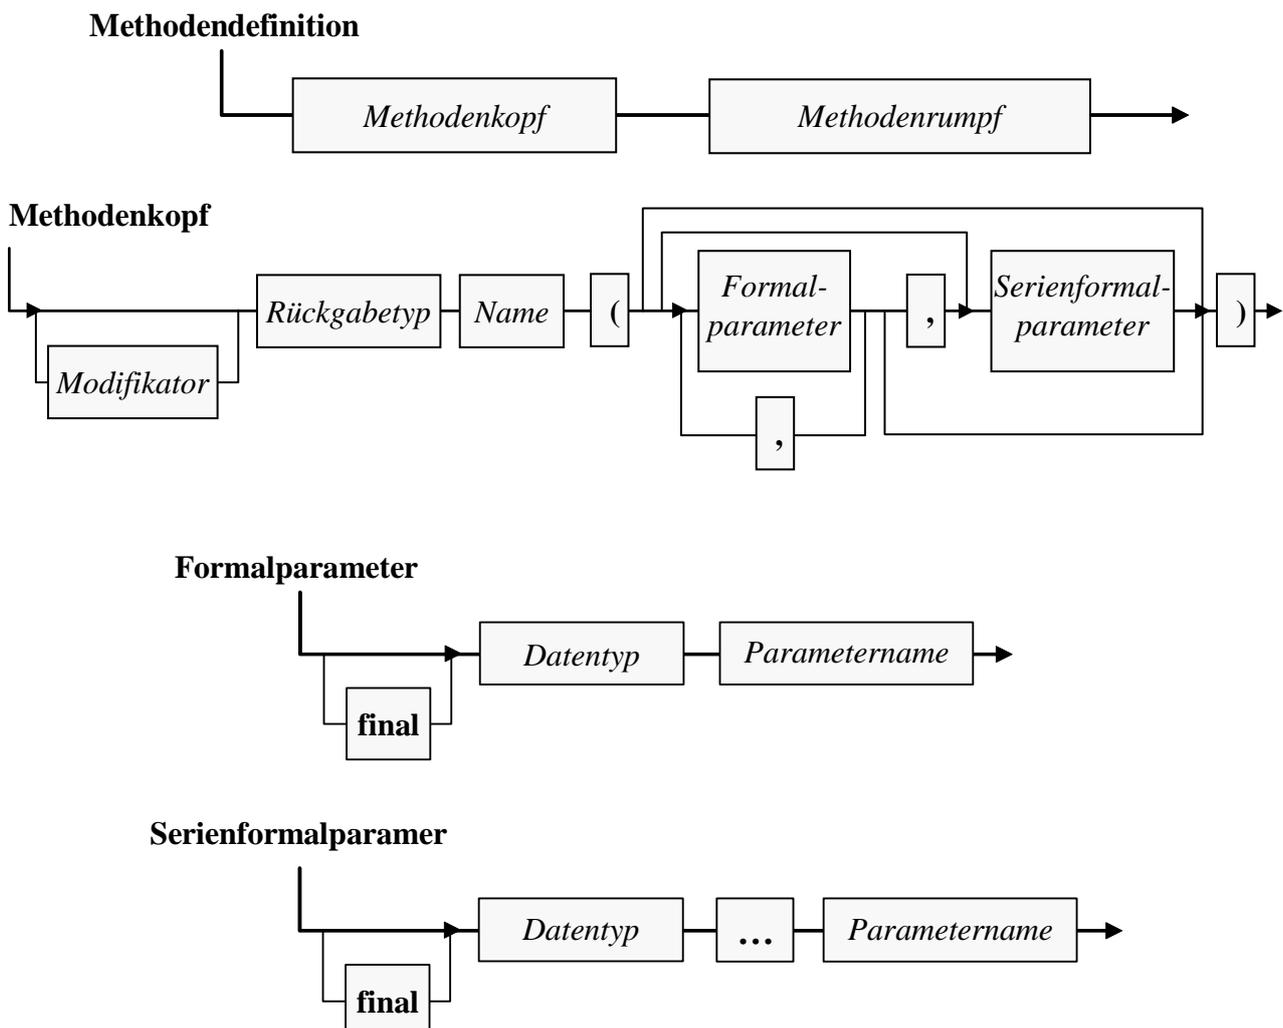 Methodendefinition
Methodenkopf
Methodenrumpf
Methodenkopf
Rückgabetyp
Name
(
Formal-
parameter
,
Serienformal-
parameter
)
Modifikator
,
Formalparameter
Datentyp
Parametername
final
Serienformalparamer
Datentyp
...
Parametername
final